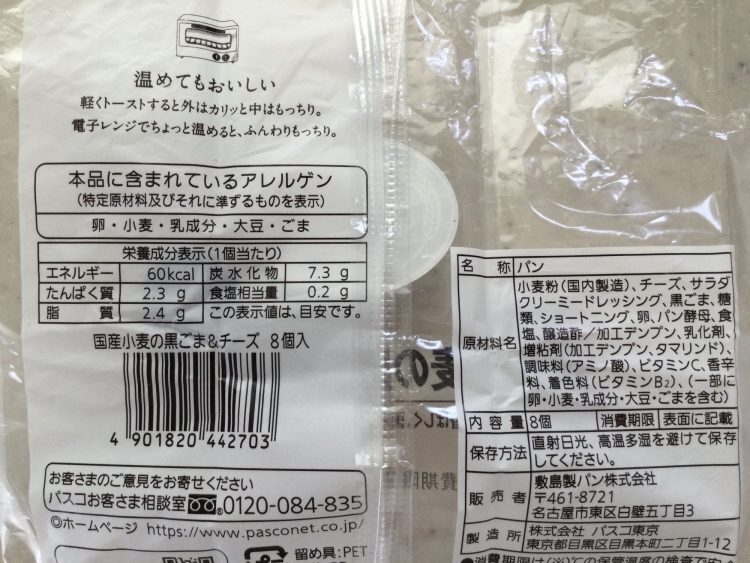 温めてもおいしい
軽くトーストすると外はカリッと中はもっちり。
電子レンジでちょっと温めると、ふんわりもっちり。
本品に含まれているアレルゲン
(特定原材料及びそれに準ずるものを表示)
卵・小麦・乳成分・大豆・ごま
栄養成分表示(1個当たり)
エネルギー 60kcal 炭水化物 7.3 g
たんぱく質 2.3 g 食塩相当量 0.2 g
脂質 2.4 g この表示値は、目安です。
国産小麦の黒ごま&チーズ 8個入
4 901820 442703
お客さまのご意見をお寄せください
パスコお客さま相談室 0120-084-835
◎ホームページ https://www.pasconet.co.jp/
留め具:PET
名称 パン
原材料名
小麦粉(国内製造)、チーズ、サラダ
クリーミードレッシング、黒ごま、糖
類、ショートニング、卵、パン酵母、食
塩、醸造酢/加工デンプン、乳化剤、
増粘剤(加工デンプン、タマリンド)、
調味料(アミノ酸)、ビタミンC、香辛
料、着色料(ビタミンB₂)、(一部に
卵・小麦・乳成分・大豆・ごまを含む)
内容量 8個 消費期限 表面に記載
保存方法 直射日光、高温多湿を避けて保存
してください。
販売者 敷島製パン株式会社
〒461-8721
名古屋市東区白壁五丁目3
製造所 株式会社 パスコ東京
東京都目黒区目黒本町二丁目1-12